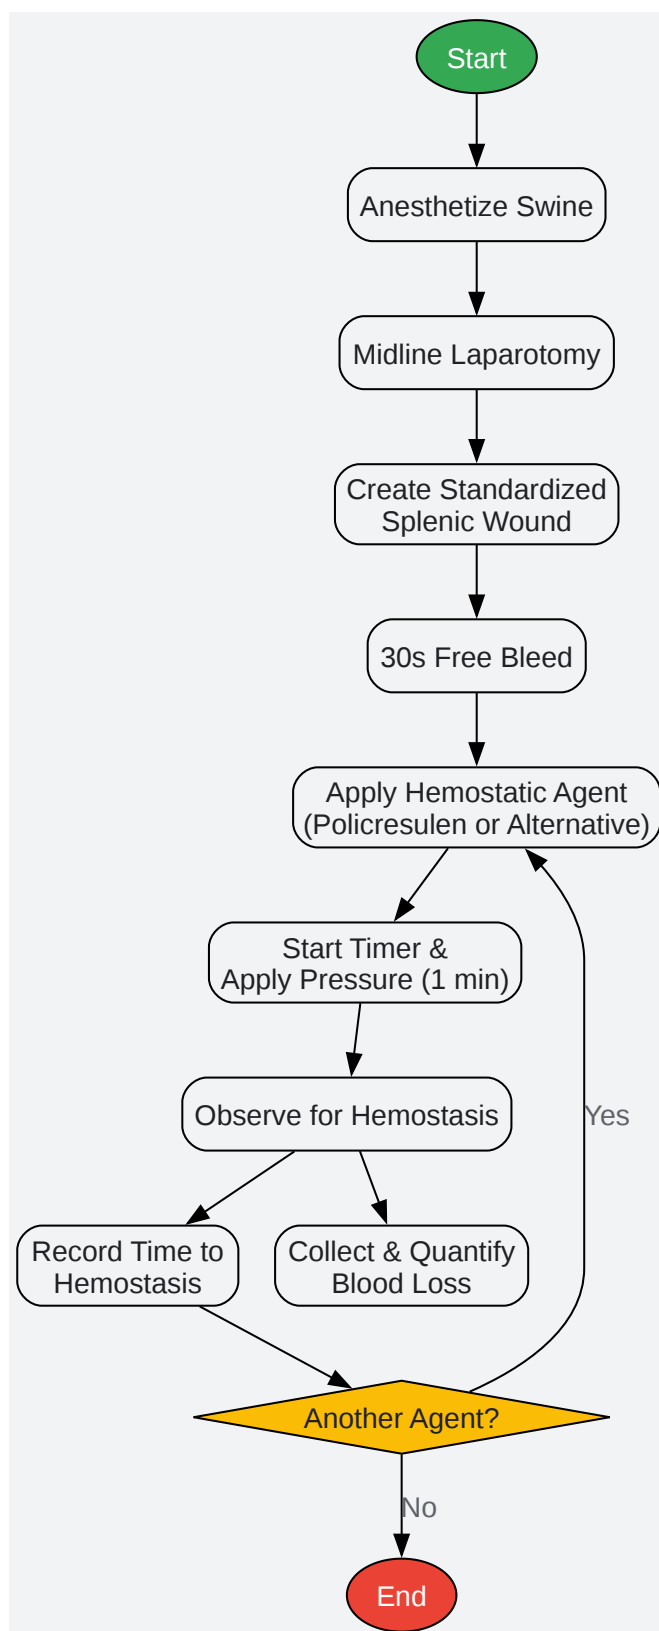 Start
Anesthetize Swine
Midline Laparotomy
Create Standardized
Splenic Wound
30s Free Bleed
Apply Hemostatic Agent
(Policresulen or Alternative)
Start Timer &
Apply Pressure (1 min)
Observe for Hemostasis
Yes
Record Time to
Hemostasis
Collect & Quantify
Blood Loss
Another Agent?
No
End